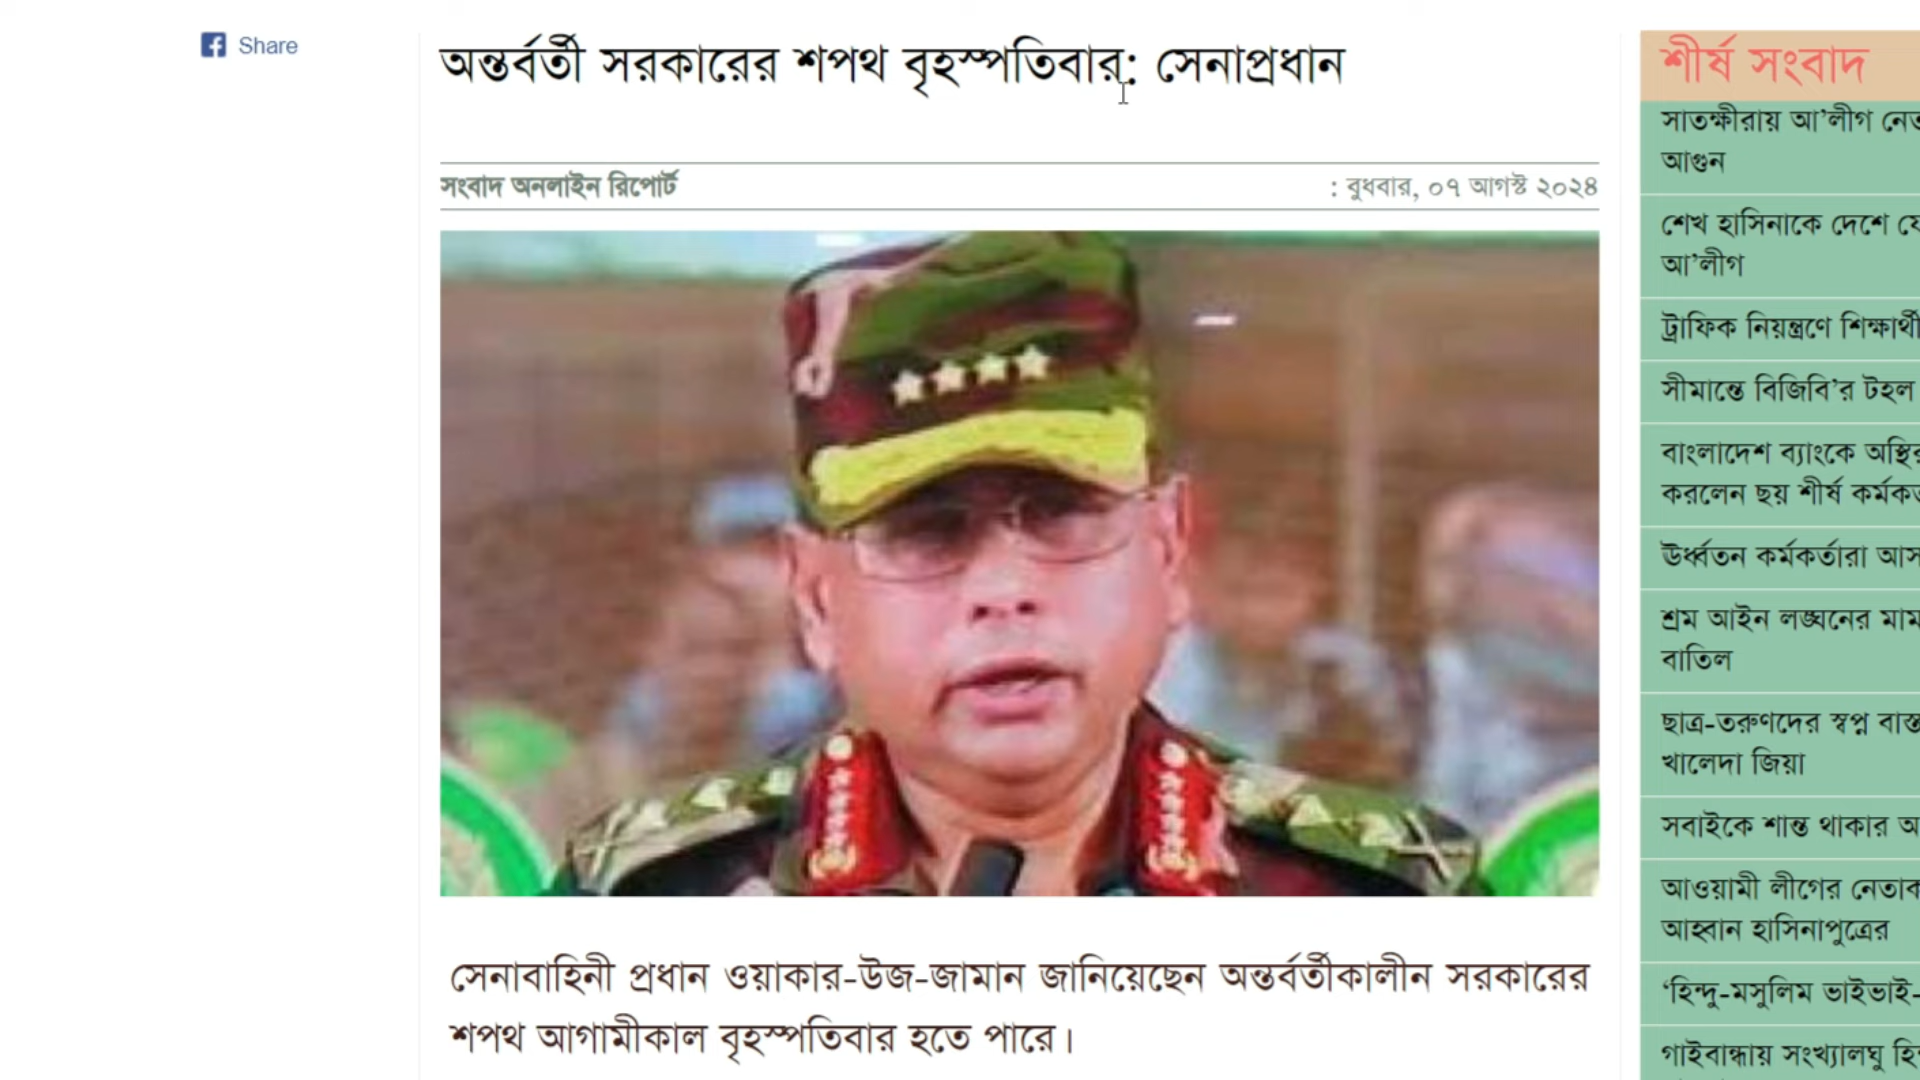 Share
অন্তর্বর্তী সরকারের শপথ বৃহস্পতিবার: সেনাপ্রধান
সংবাদ অনলাইন রিপোর্ট
: বুধবার, ০৭ আগস্ট ২০২৪
সেনাবাহিনী প্রধান ওয়াকার-উজ-জামান জানিয়েছেন অন্তর্বর্তীকালীন সরকারের
শপথ আগামীকাল বৃহস্পতিবার হতে পারে।
শীর্ষ সংবাদ
সাতক্ষীরায় আ’লীগ
আগুন
শেখ হাসিনাকে দেশে
আ’লীগ
ট্রাফিক নিয়ন্ত্রণে শিক্ষার্থী
সীমান্তে বিজিবি’র টহল
বাংলাদেশ ব্যাংকে
করলেন ছয় শীর্ষ
ঊর্ধ্বতন কর্মকর্তারা
শ্রম আইন লঙ্ঘনের
বাতিল
ছাত্র-তরুণদের স্বপ্ন
খালেদা জিয়া
সবাইকে শান্ত থাকার
আওয়ামী লীগের
আহ্বান হাসিনাপুত্রের
‘হিন্দু-মুসলিম ভাইভাই-
গাইবান্ধায় সংখ্যালঘু